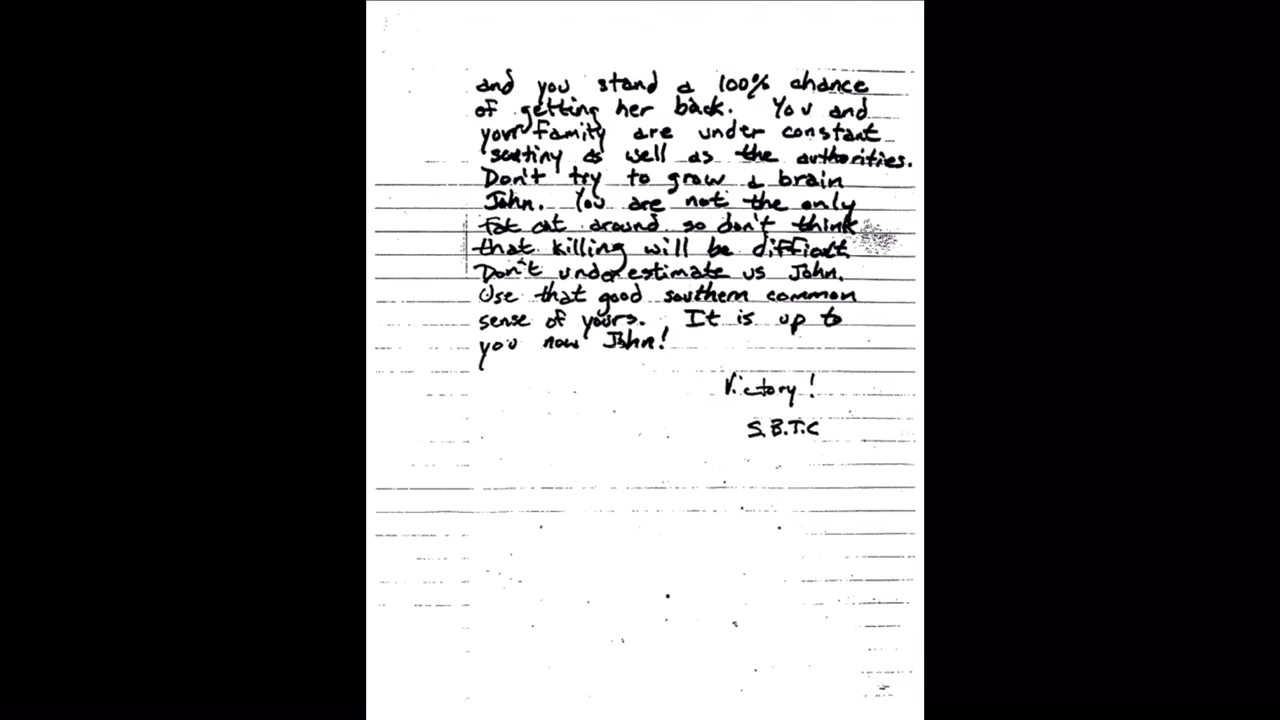 and you stand a 100% chance
of getting her back. You and
your family are under constant
scutiny as well as the authorities.
Don't try to grow a brain
John. You are not the only
fat cat around so don't think
that killing will be difficult.
Don't underestimate us John.
Use that good southern common
sense of yours. It is up to
you now John!
Victory!
S.B.T.C